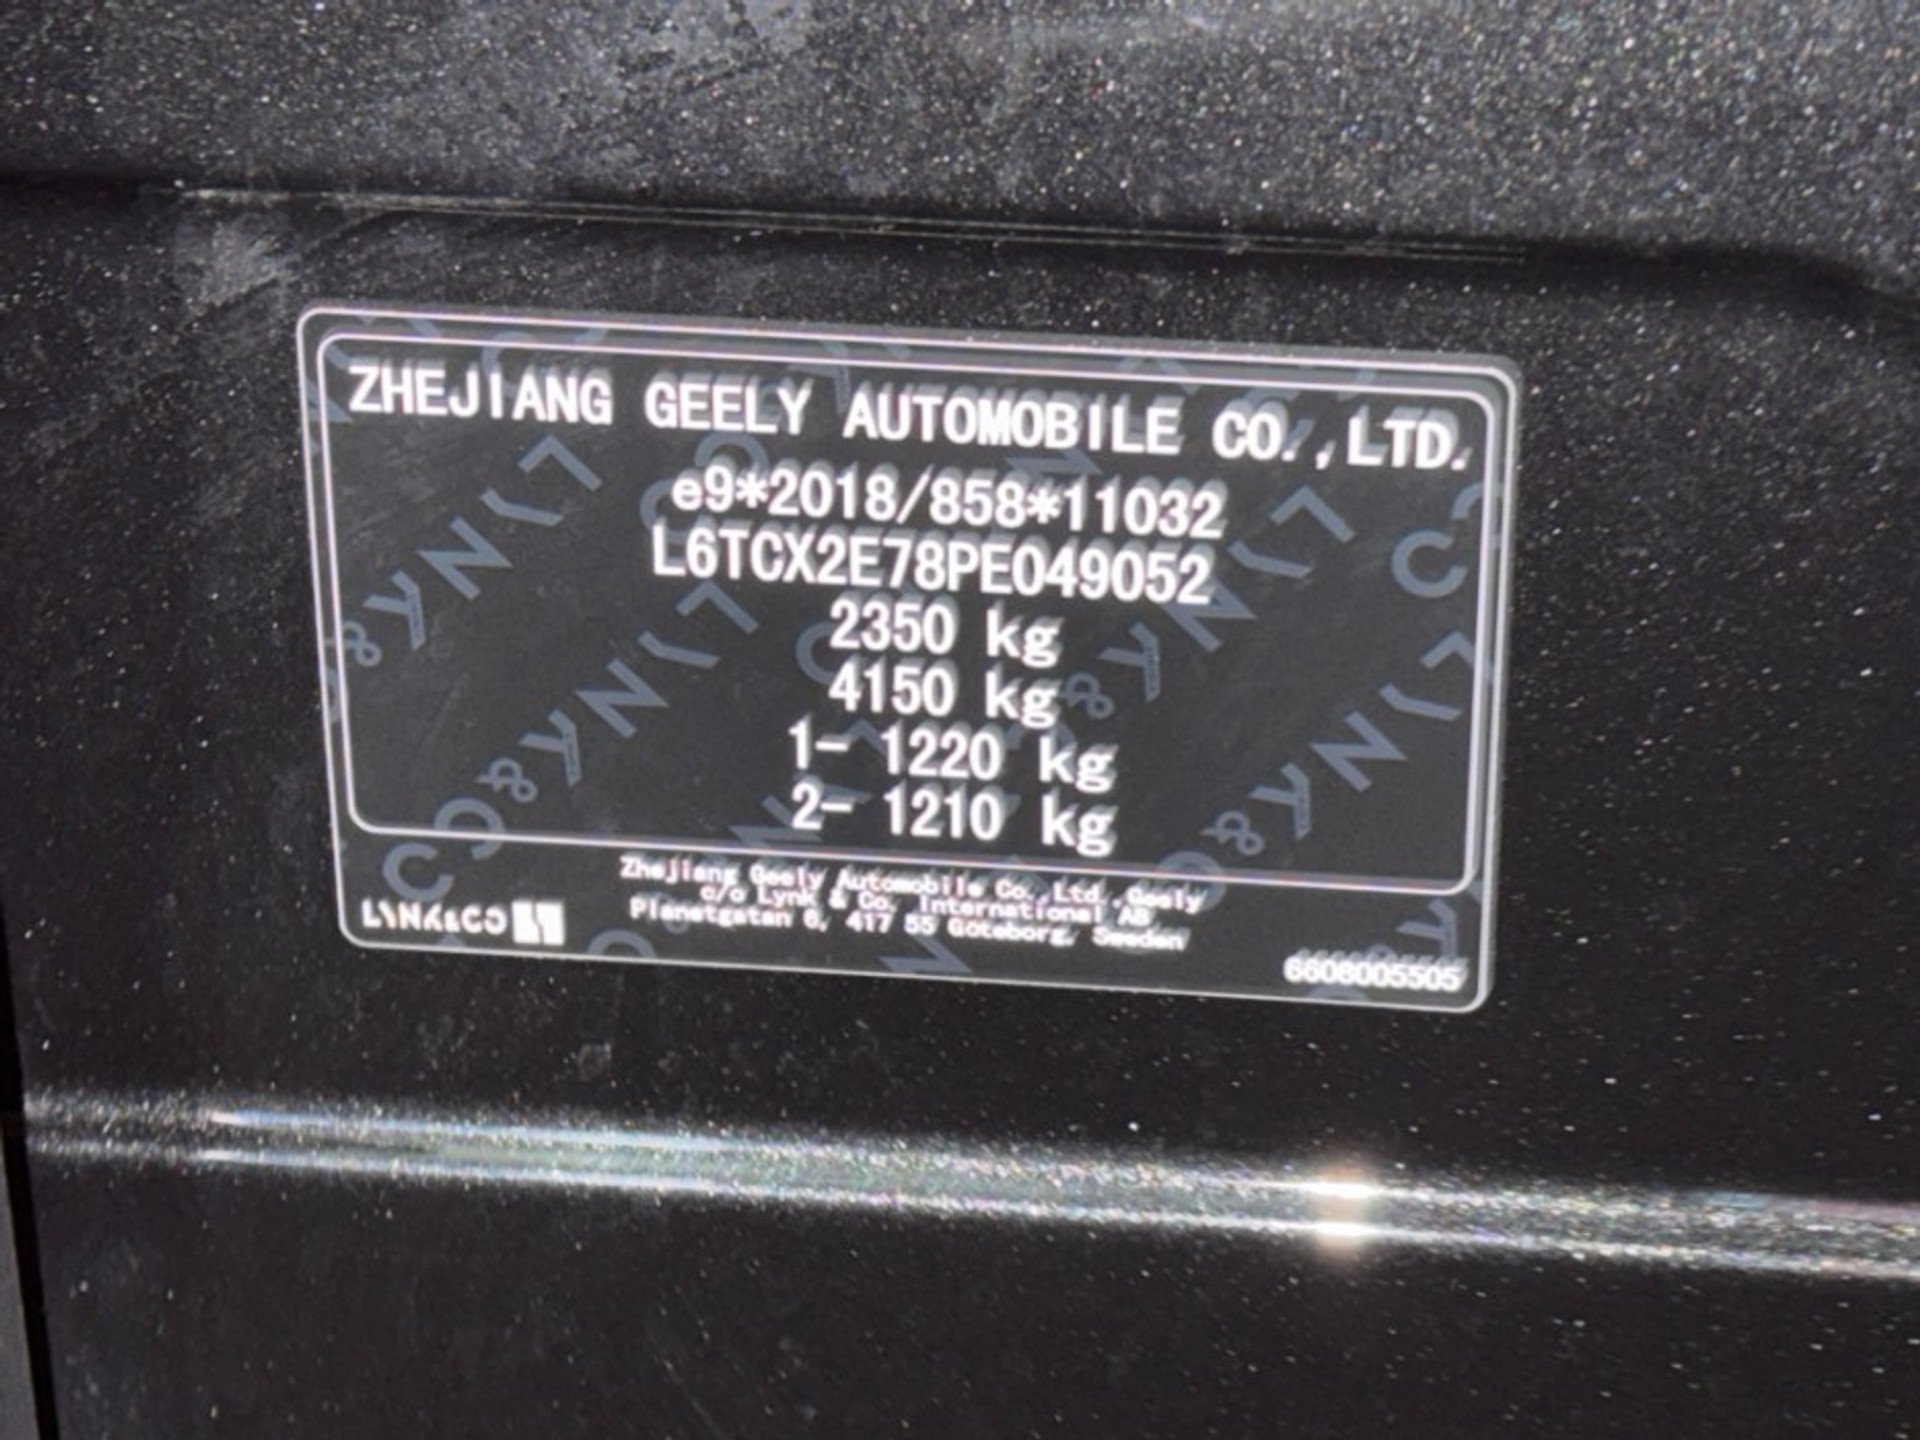 ZHEJIANG GEELY AUTOMOBILE CO.,LTD.
e9*2018/858*11032
L6TCX2E78PE049052
2350 kg
4150 kg
1- 1220 kg
2- 1210 kg
Zhejiang Geely Automobile Co.,Ltd.,Geely
c/o Lynk & Co. International AB
Planetgatan 6, 417 55 Goteborg, Sweden
LYNK&CO
6608005505